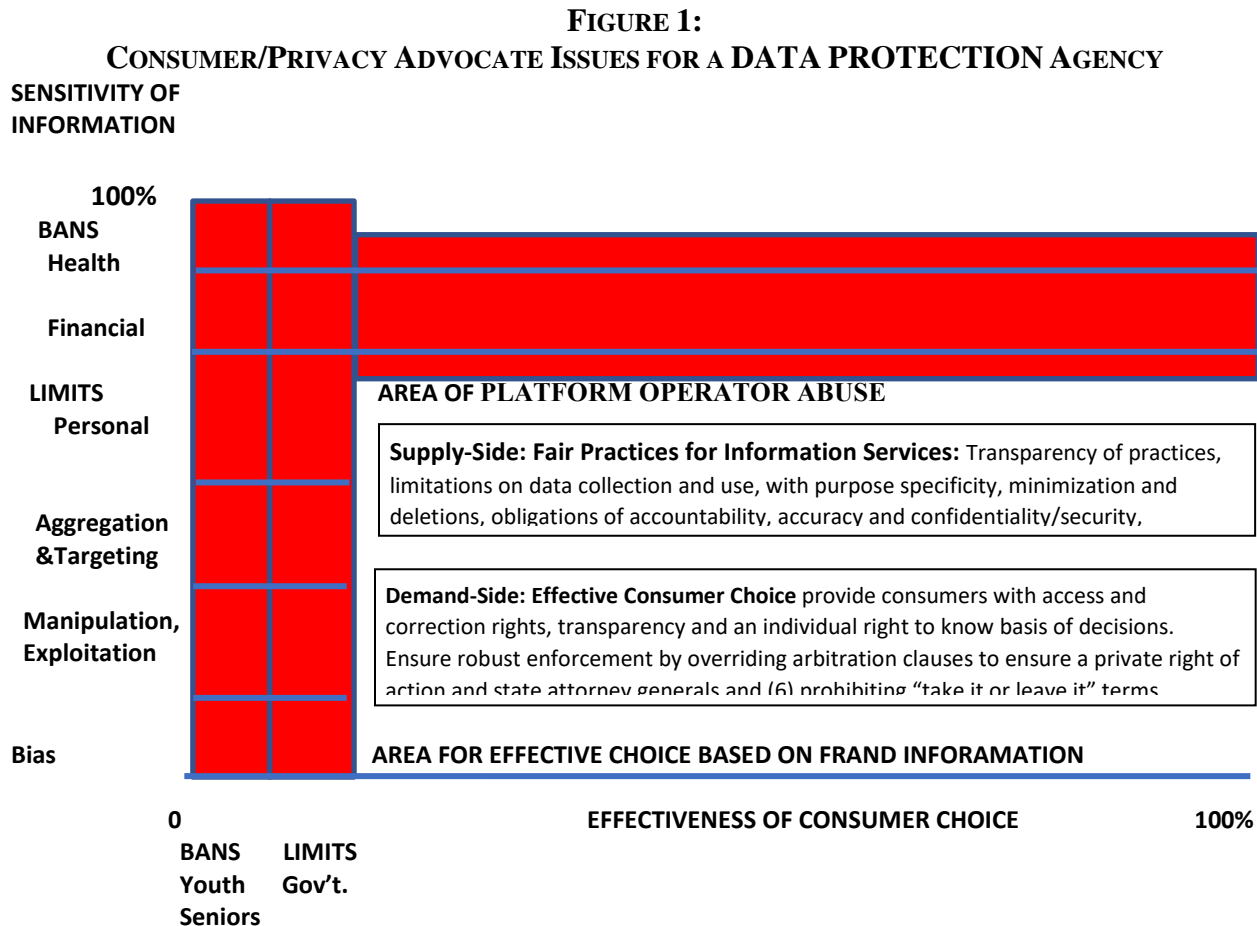 FIGURE 1:
CONSUMER/PRIVACY ADVOCATE ISSUES FOR A DATA PROTECTION AGENCY
SENSITIVITY OF
INFORMATION
100%
BANS
Health
Financial
LIMITS
Personal
Aggregation
&Targeting
Manipulation,
Exploitation
Bias
AREA OF PLATFORM OPERATOR ABUSE
Supply-Side: Fair Practices for Information Services: Transparency of practices,
limitations on data collection and use, with purpose specificity, minimization and
deletions, obligations of accountability, accuracy and confidentiality/security,
Demand-Side: Effective Consumer Choice provide consumers with access and
correction rights, transparency and an individual right to know basis of decisions.
Ensure robust enforcement by overriding arbitration clauses to ensure a private right of
action and state attorney generals and (6) prohibiting “take it or leave it” terms
AREA FOR EFFECTIVE CHOICE BASED ON FRAND INFORAMATION
0 EFFECTIVENESS OF CONSUMER CHOICE 100%
BANS LIMITS
Youth Gov’t.
Seniors